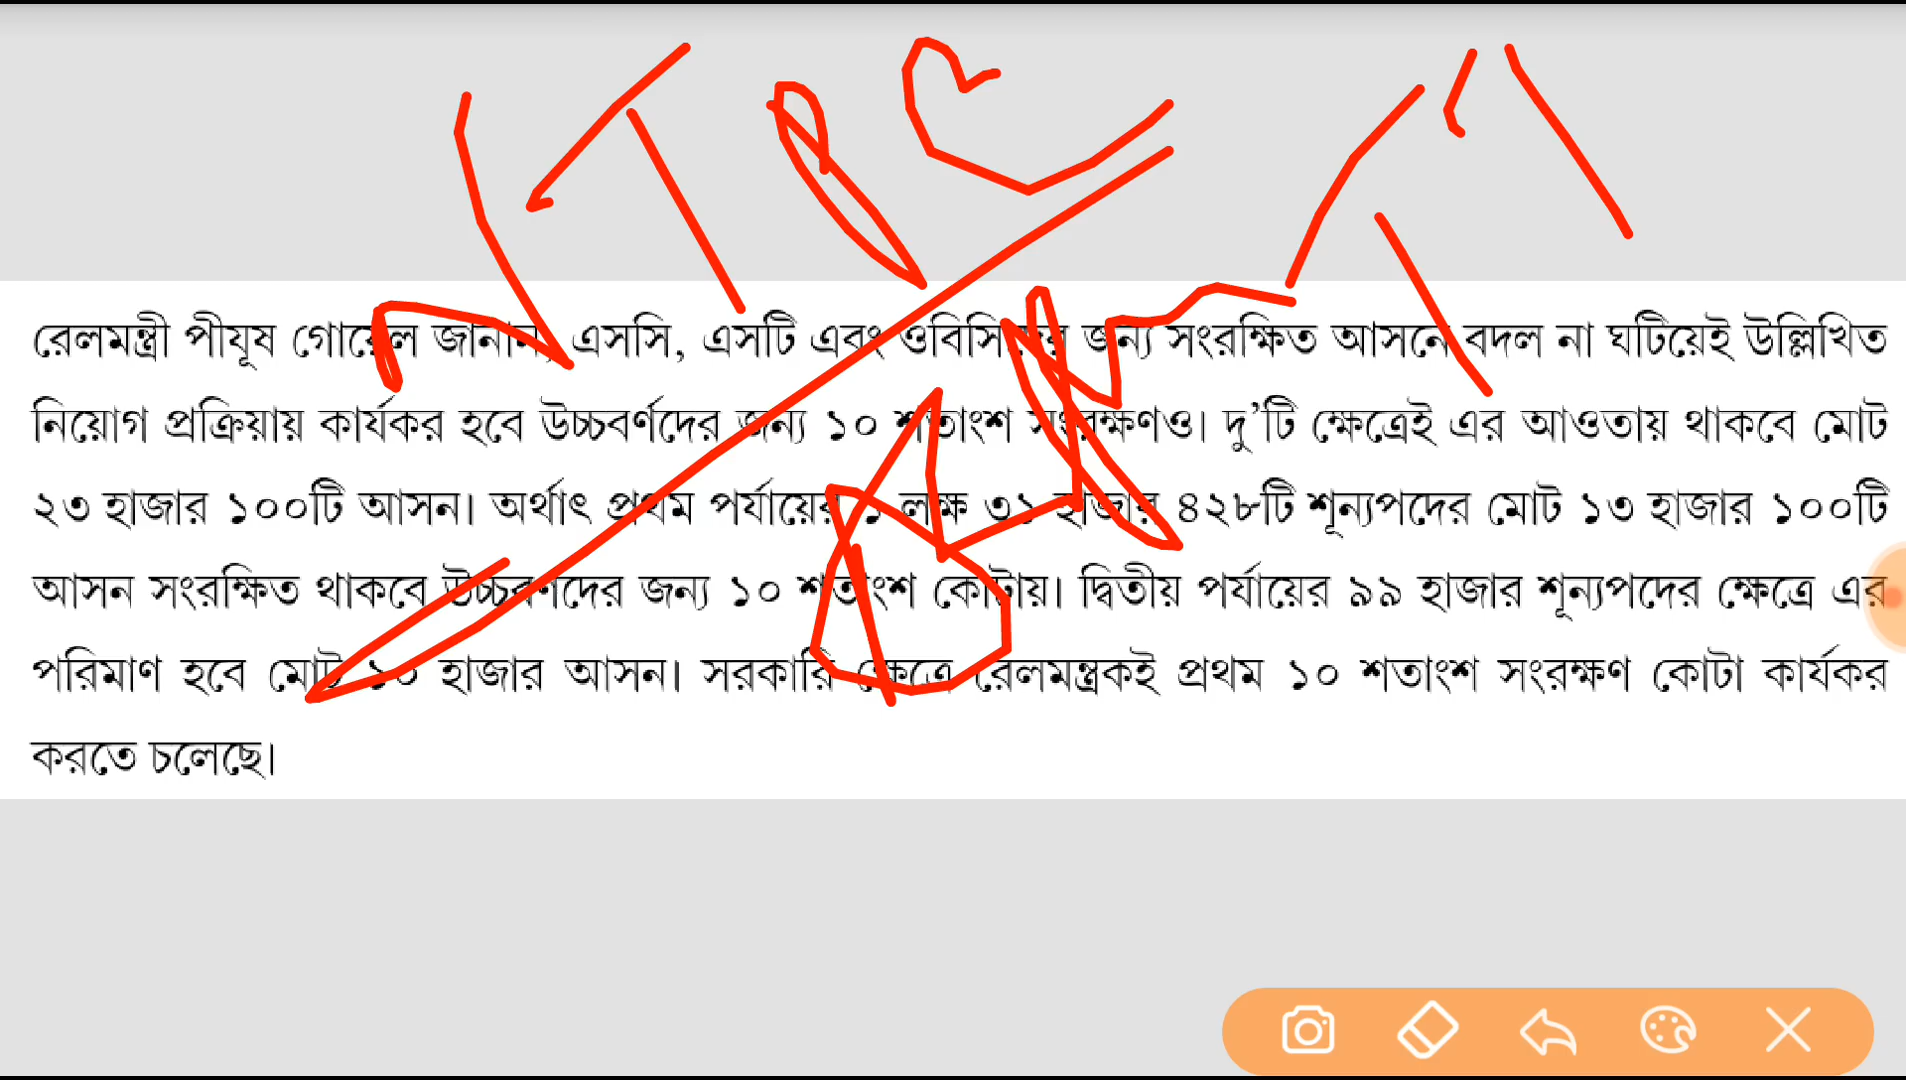 NTPC
রেলমন্ত্রী পীযূষ গোয়েল জানান, এসসি, এসটি এবং ওবিসিদের জন্য সংরক্ষিত আসনে বদল না ঘটিয়েই উল্লিখিত
নিয়োগ প্রক্রিয়ায় কার্যকর হবে উচ্চবর্ণদের জন্য ১০ শতাংশ সংরক্ষণও। দু’টি ক্ষেত্রেই এর আওতায় থাকবে মোট
২৩ হাজার ১০০টি আসন। অর্থাৎ প্রথম পর্যায়ের ১ লক্ষ ৩১ হাজার ৪২৮টি শূন্যপদের মোট ১৩ হাজার ১০০টি
আসন সংরক্ষিত থাকবে উচ্চবর্ণদের জন্য ১০ শতাংশ কোটায়। দ্বিতীয় পর্যায়ের ৯৯ হাজার শূন্যপদের ক্ষেত্রে এর
পরিমাণ হবে মোট ১০ হাজার আসন। সরকারি ক্ষেত্রে রেলমন্ত্রকই প্রথম ১০ শতাংশ সংরক্ষণ কোটা কার্যকর
করতে চলেছে।